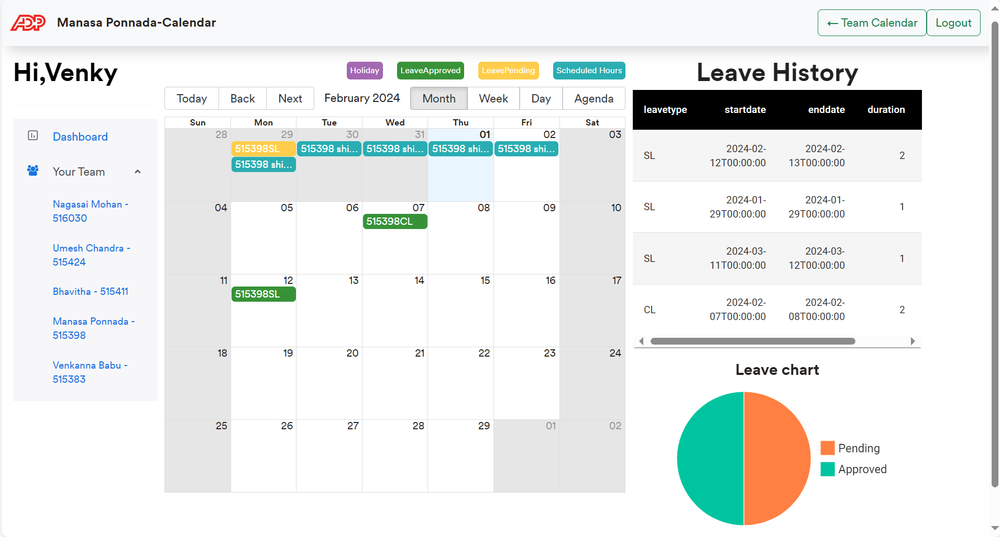 ADP Manasa Ponnada-Calendar
← Team Calendar
Logout
Hi,Venky
Dashboard
Your Team
Nagasai Mohan -
516030
Umesh Chandra -
515424
Bhavitha - 515411
Manasa Ponnada -
515398
Venkanna Babu -
515383
Holiday LeaveApproved LeavePending Scheduled Hours
Today Back Next February 2024 Month Week Day Agenda
Sun Mon Tue Wed Thu Fri Sat
28 29 30 31 01 02 03
515398SL 515398 shi... 515398 shi... 515398 shi... 515398 shi...
515398 shi...
04 05 06 07 08 09 10
515398CL
11 12 13 14 15 16 17
515398SL
18 19 20 21 22 23 24
25 26 27 28 29 01 02
Leave History
leavetype startdate enddate duration
SL 2024-02-12T00:00:00 2024-02-13T00:00:00 2
SL 2024-01-29T00:00:00 2024-01-29T00:00:00 1
SL 2024-03-11T00:00:00 2024-03-12T00:00:00 1
CL 2024-02-07T00:00:00 2024-02-08T00:00:00 2
Leave chart
Pending
Approved